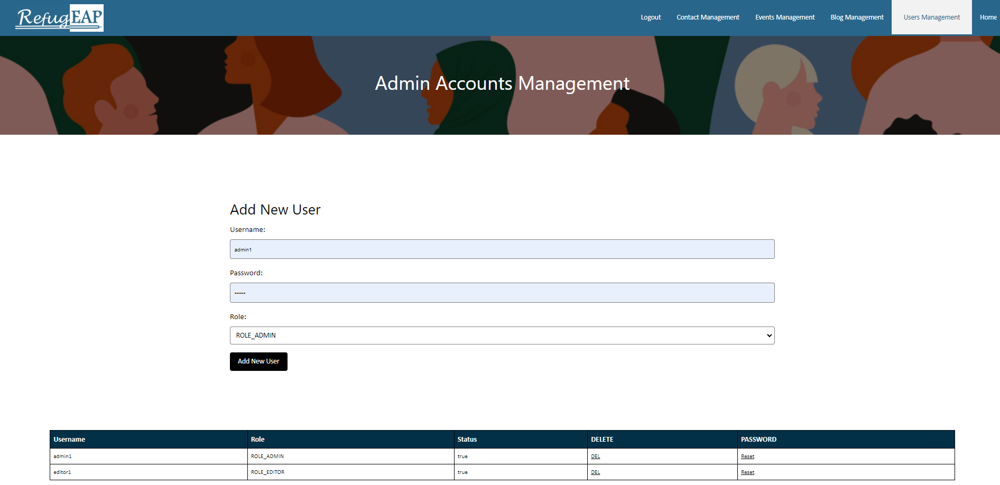 RefugEAP
Logout Contact Management Events Management Blog Management Users Management Home
Admin Accounts Management
Add New User
Username:
admin1
Password:
······
Role:
ROLE_ADMIN
Add New User
Username Role Status DELETE PASSWORD
admin1 ROLE_ADMIN true DEL Reset
editor1 ROLE_EDITOR true DEL Reset